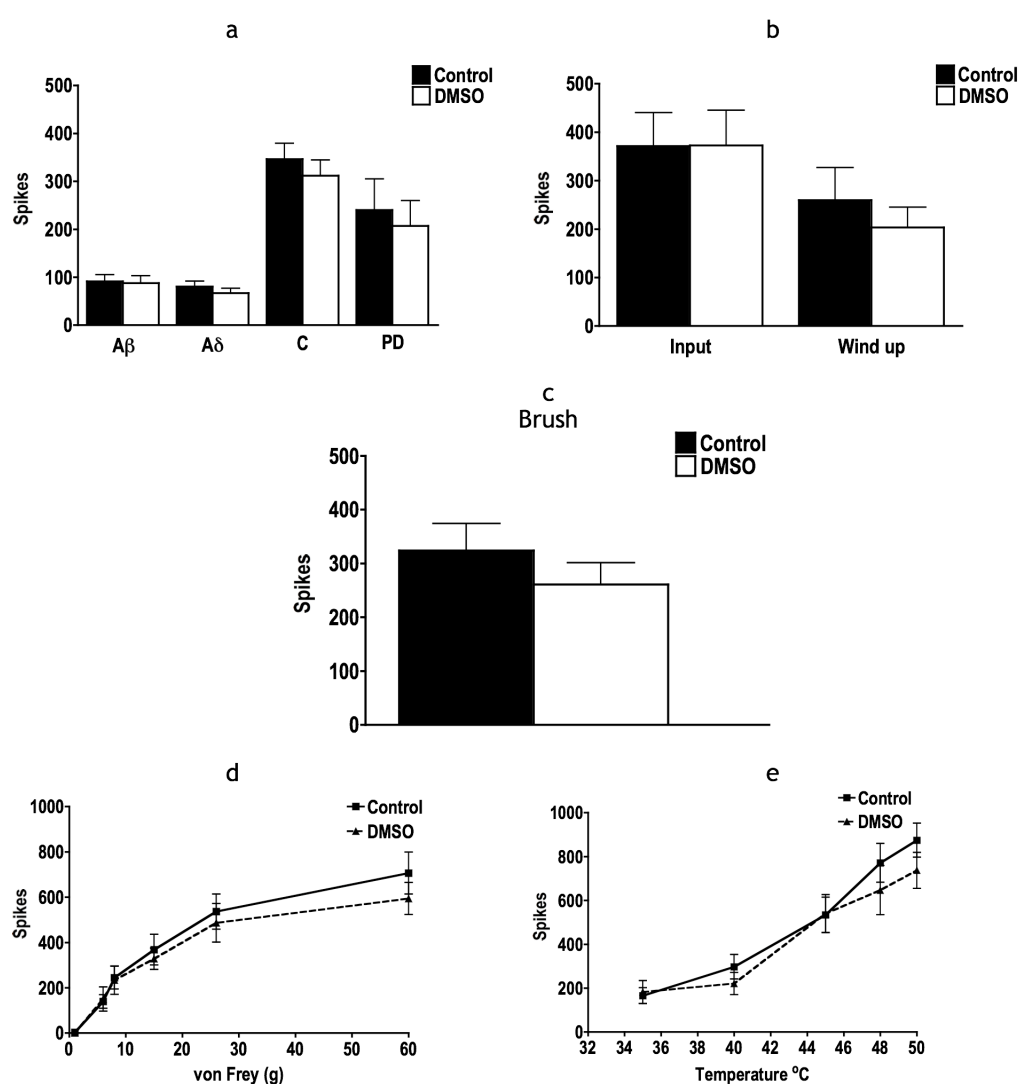 a
Control
DMSO
500
400
300
200
100
0
Spikes
Aβ Aδ C PD
b
Control
DMSO
500
400
300
200
100
0
Spikes
Input Wind up
c
Brush
Control
DMSO
500
400
300
200
100
0
Spikes
d
Control
DMSO
1000
800
600
400
200
0
Spikes
0 10 20 30 40 50 60
von Frey (g)
e
Control
DMSO
1000
800
600
400
200
0
Spikes
32 34 36 38 40 42 44 46 48 50
Temperature ºC